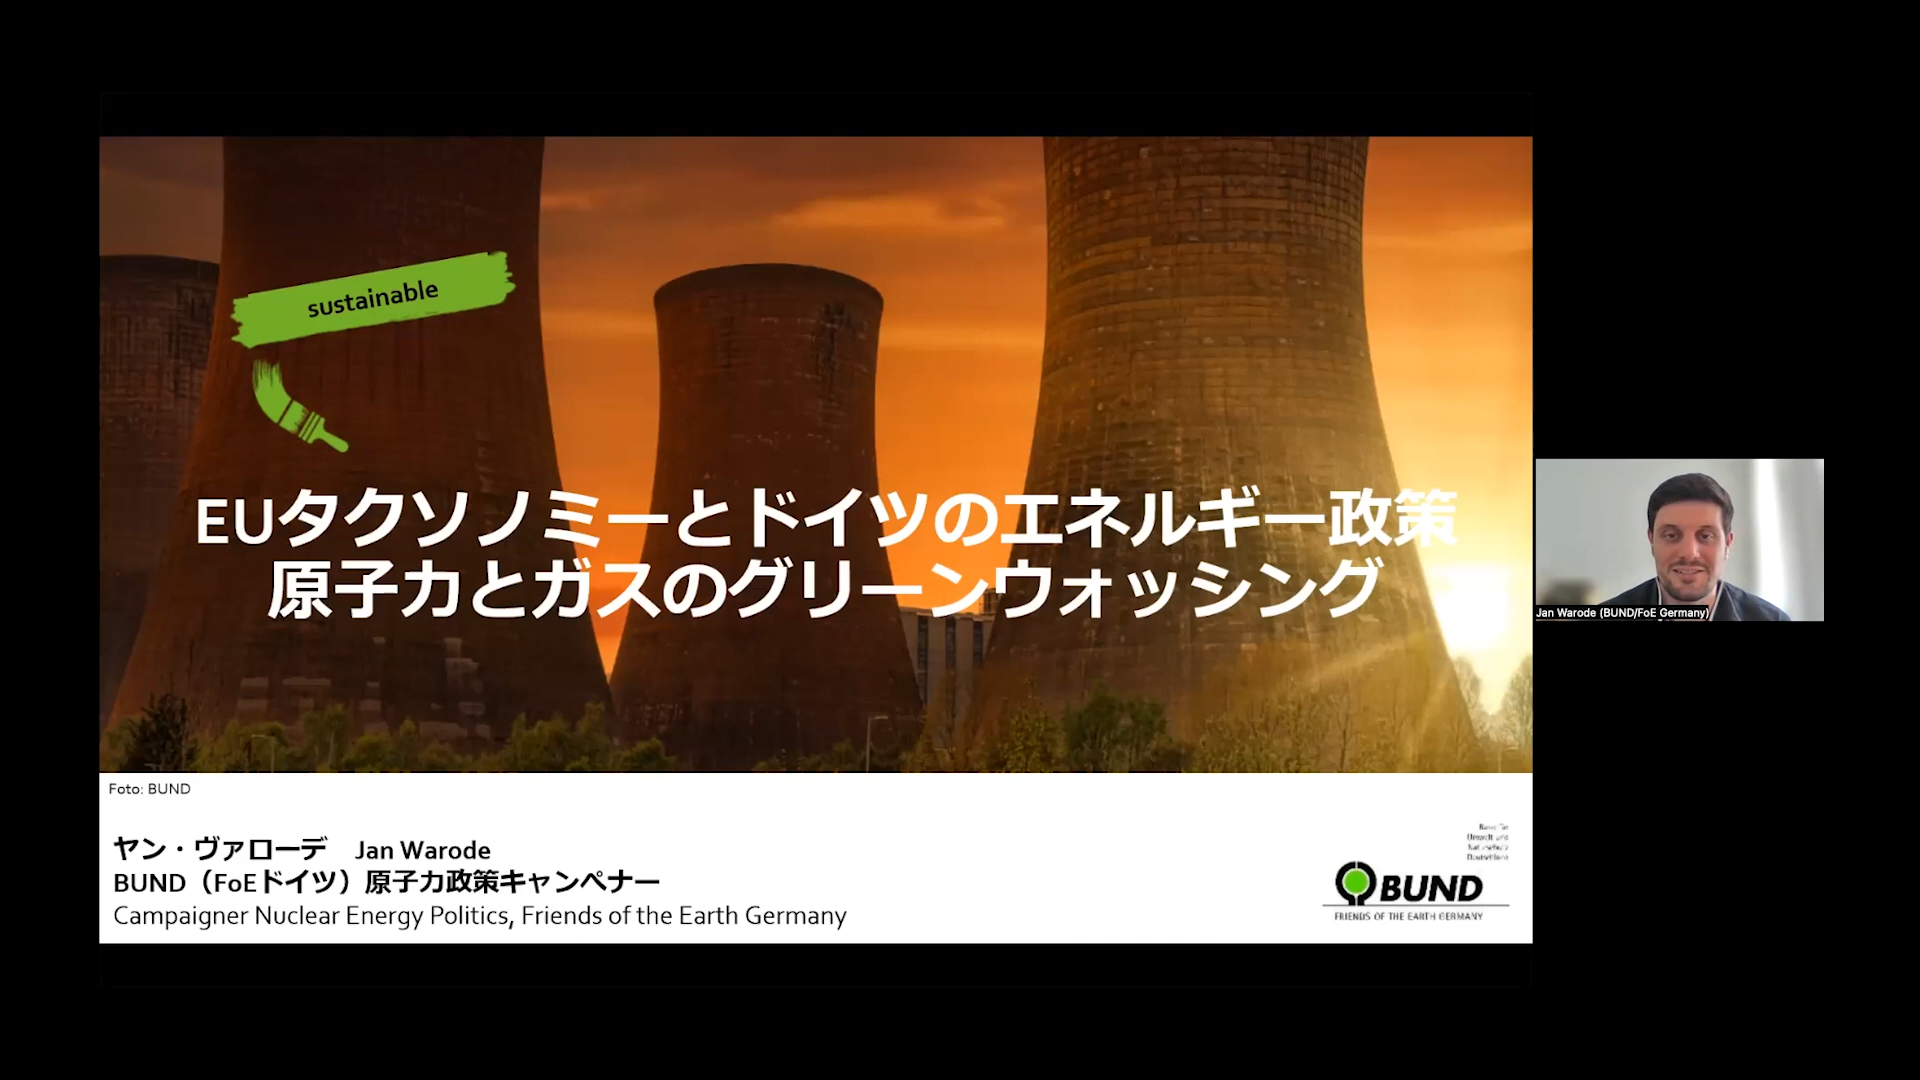 sustainable
EUタクソノミーとドイツのエネルギー政策
原子力とガスのグリーンウォッシング
Foto: BUND
ヤン・ヴァローデ　Jan Warode
BUND（FoEドイツ）原子力政策キャンペナー
Campaigner Nuclear Energy Politics, Friends of the Earth Germany
BUND
FRIENDS OF THE EARTH GERMANY
Jan Warode (BUND/FoE Germany)